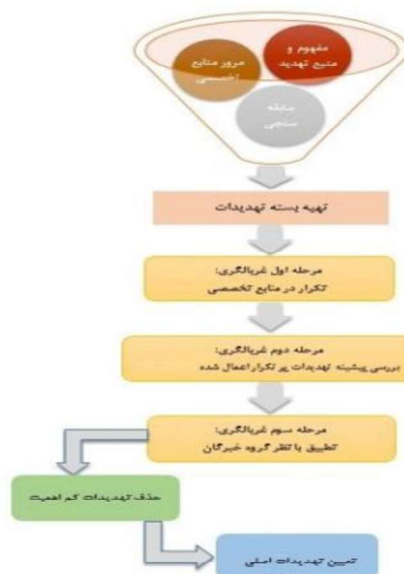 مفهوم و
منبع تهدید
مرور منابع
تخصصی
سابقه
سنجی
تهیه بسته تهدیدات
مرحله اول غربالگری:
تکرار در منابع تخصصی
مرحله دوم غربالگری:
بررسی پیشینه تهدیدات پر تکرار اعمال شده
مرحله سوم غربالگری:
تطبیق با نظر گروه خبرگان
حذف تهدیدات کم اهمیت
تعیین تهدیدات اصلی